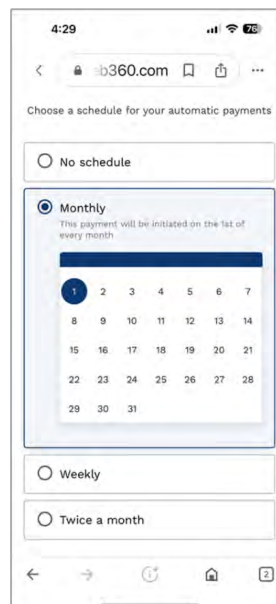 4:29
76
b360.com
Choose a schedule for your automatic payments
No schedule
Monthly
This payment will be initiated on the 1st of
every month
1 2 3 4 5 6 7
8 9 10 11 12 13 14
15 16 17 18 19 20 21
22 23 24 25 26 27 28
29 30 31
Weekly
Twice a month
2